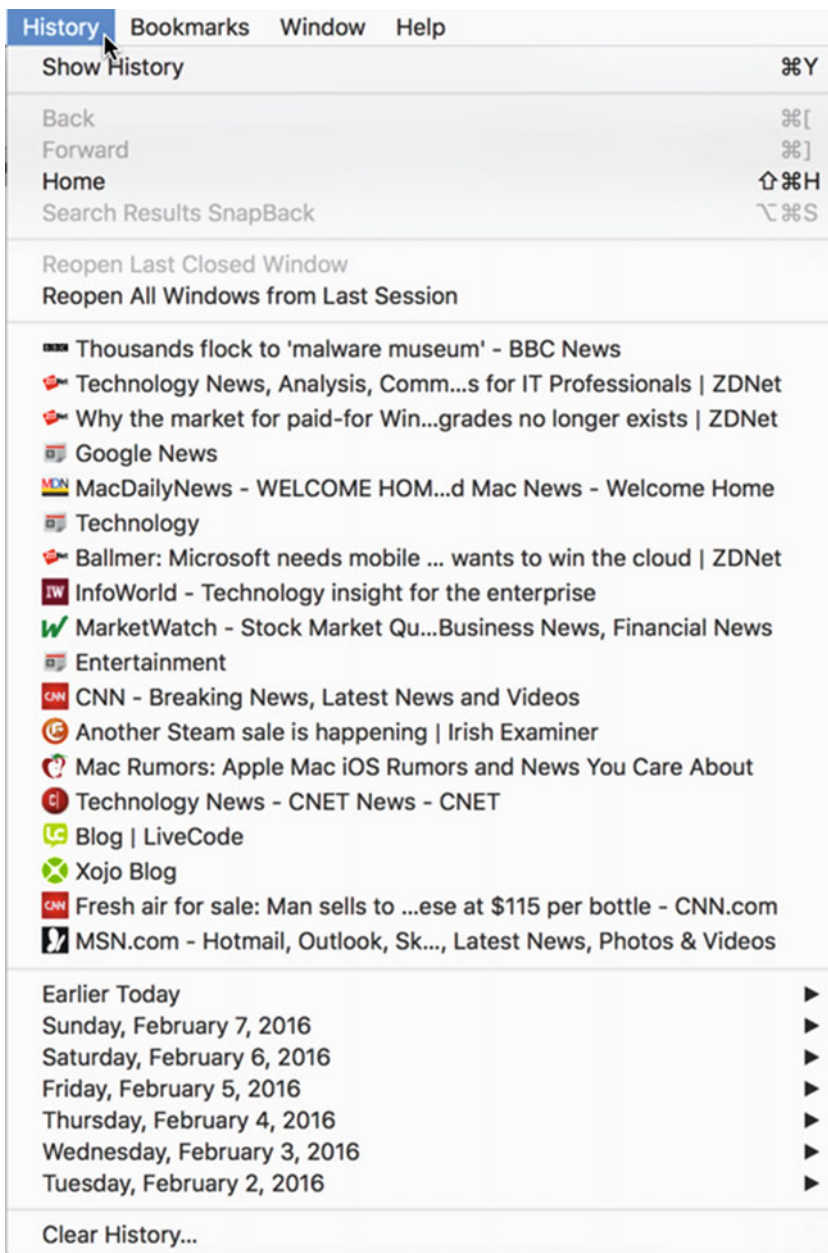 History Bookmarks Window Help
Show History ⌘Y
Back ⌘[
Forward ⌘]
Home ⇧⌘H
Search Results SnapBack ⌥⌘S
Reopen Last Closed Window
Reopen All Windows from Last Session
BBC Thousands flock to 'malware museum' - BBC News
Technology News, Analysis, Comm...s for IT Professionals | ZDNet
Why the market for paid-for Win...grades no longer exists | ZDNet
Google News
MDN MacDailyNews - WELCOME HOM...d Mac News - Welcome Home
Technology
Ballmer: Microsoft needs mobile ... wants to win the cloud | ZDNet
IW InfoWorld - Technology insight for the enterprise
MarketWatch - Stock Market Qu...Business News, Financial News
Entertainment
CNN CNN - Breaking News, Latest News and Videos
Another Steam sale is happening | Irish Examiner
Mac Rumors: Apple Mac iOS Rumors and News You Care About
Technology News - CNET News - CNET
LC Blog | LiveCode
Xojo Blog
CNN Fresh air for sale: Man sells to ...ese at $115 per bottle - CNN.com
MSN.com - Hotmail, Outlook, Sk..., Latest News, Photos & Videos
Earlier Today
Sunday, February 7, 2016
Saturday, February 6, 2016
Friday, February 5, 2016
Thursday, February 4, 2016
Wednesday, February 3, 2016
Tuesday, February 2, 2016
Clear History...